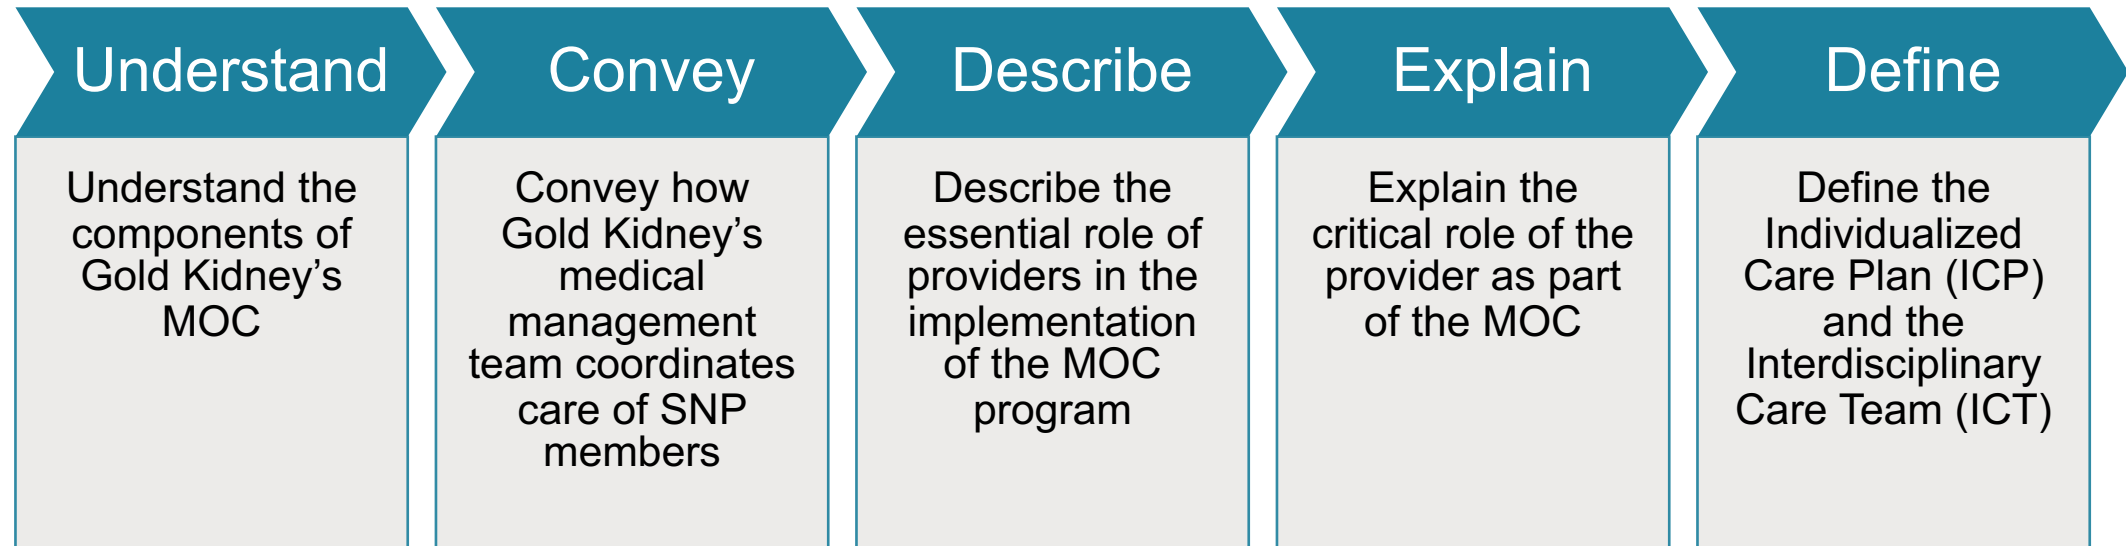 Understand
Understand the
components of
Gold Kidney’s
MOC
Convey
Convey how
Gold Kidney’s
medical
management
team coordinates
care of SNP
members
Describe
Describe the
essential role of
providers in the
implementation
of the MOC
program
Explain
Explain the
critical role of the
provider as part
of the MOC
Define
Define the
Individualized
Care Plan (ICP)
and the
Interdisciplinary
Care Team (ICT)